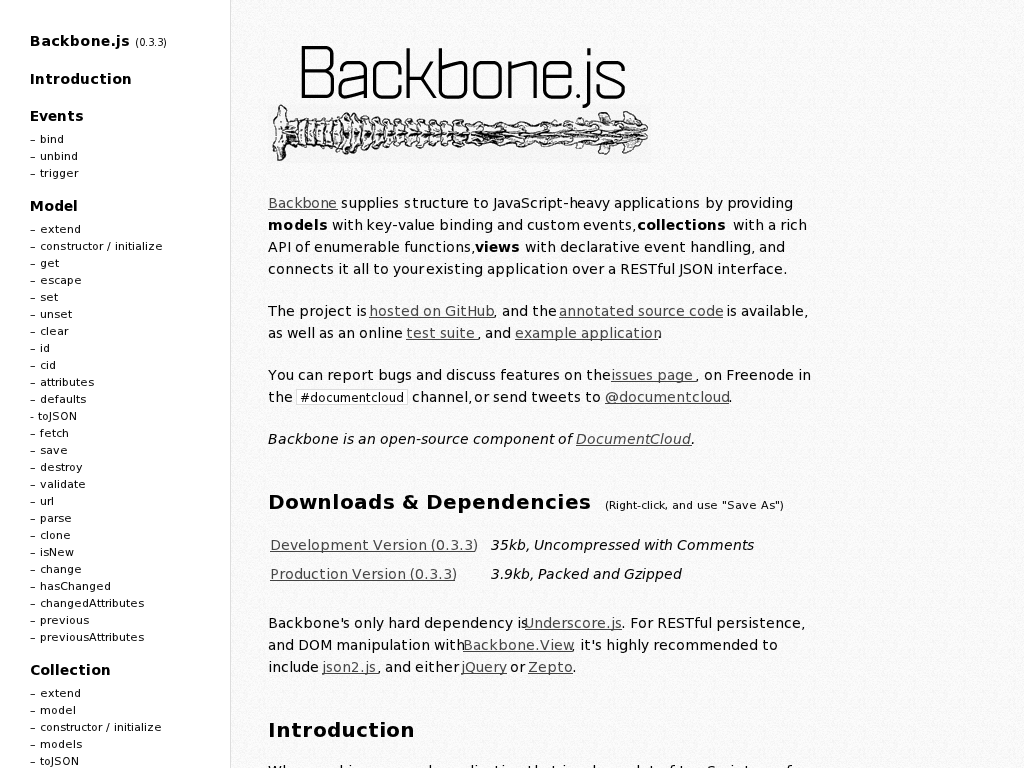 Backbone.js (0.3.3)
Introduction
Events
– bind
– unbind
– trigger
Model
– extend
– constructor / initialize
– get
– escape
– set
– unset
– clear
– id
– cid
– attributes
– defaults
- toJSON
– fetch
– save
– destroy
– validate
– url
– parse
– clone
– isNew
– change
– hasChanged
– changedAttributes
– previous
– previousAttributes
Collection
– extend
– model
– constructor / initialize
– models
– toJSON
Backbone.js
Backbone supplies structure to JavaScript-heavy applications by providing
models with key-value binding and custom events, collections with a rich
API of enumerable functions, views with declarative event handling, and
connects it all to your existing application over a RESTful JSON interface.
The project is hosted on GitHub, and the annotated source code is available,
as well as an online test suite, and example application.
You can report bugs and discuss features on the issues page, on Freenode in
the #documentcloud channel, or send tweets to @documentcloud.
Backbone is an open-source component of DocumentCloud.
Downloads & Dependencies (Right-click, and use "Save As")
Development Version (0.3.3) 35kb, Uncompressed with Comments
Production Version (0.3.3) 3.9kb, Packed and Gzipped
Backbone's only hard dependency is Underscore.js. For RESTful persistence,
and DOM manipulation with Backbone.View, it's highly recommended to
include json2.js, and either jQuery or Zepto.
Introduction